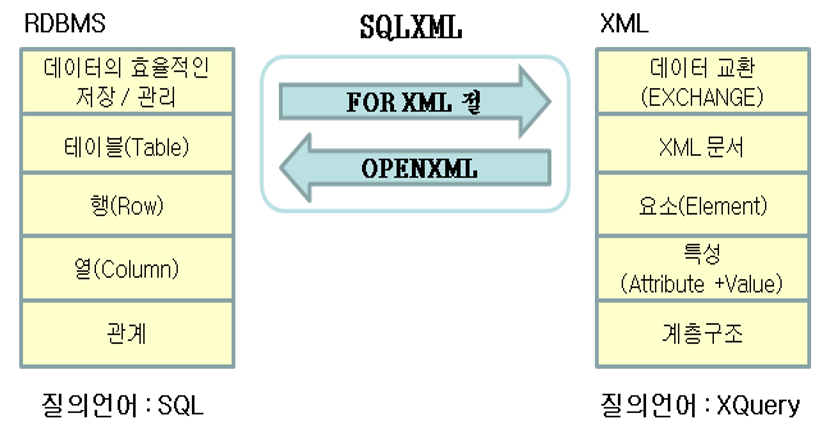 RDBMS
데이터의 효율적인
저장 / 관리
테이블(Table)
행(Row)
열(Column)
관계
질의언어 : SQL
SQLXML
FOR XML 절
OPENXML
XML
데이터 교환
(EXCHANGE)
XML 문서
요소(Element)
특성
(Attribute +Value)
계층구조
질의언어 : XQuery